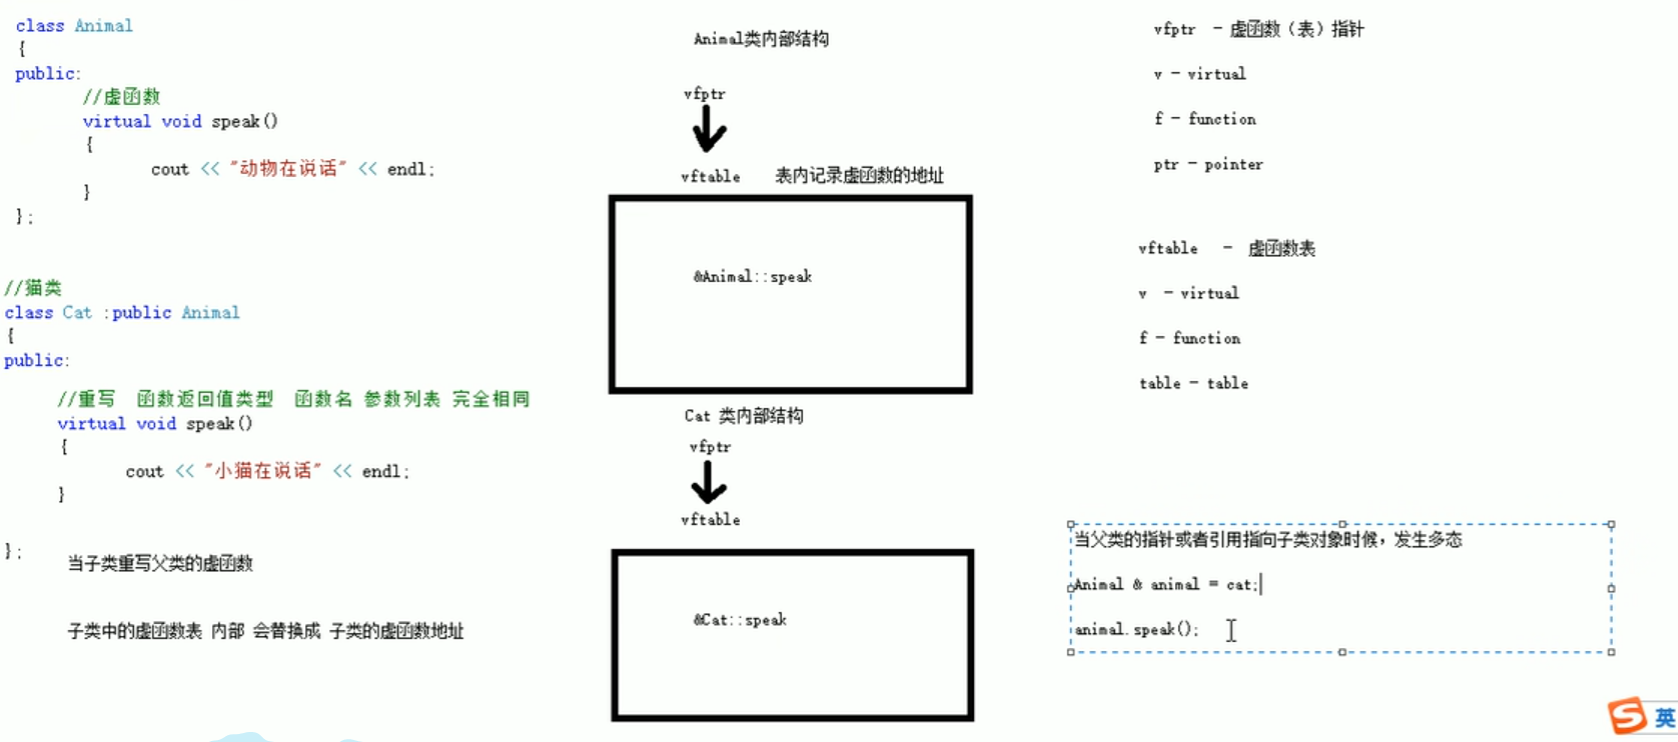 class Animal
{
public:
//虚函数
virtual void speak()
{
cout << "动物在说话" << endl;
}
};
//猫类
class Cat :public Animal
{
public:
//重写 函数返回值类型 函数名 参数列表 完全相同
virtual void speak()
{
cout << "小猫在说话" << endl;
}
};
当子类重写父类的虚函数
子类中的虚函数表 内部 会替换成 子类的虚函数地址
Animal类内部结构
vfptr
vftable 表内记录虚函数的地址
&Animal::speak
Cat 类内部结构
vfptr
vftable
&Cat::speak
vfptr - 虚函数（表）指针
v - virtual
f - function
ptr - pointer
vftable - 虚函数表
v - virtual
f - function
table - table
当父类的指针或者引用指向子类对象时候，发生多态
Animal & animal = cat;
animal.speak();
S 英